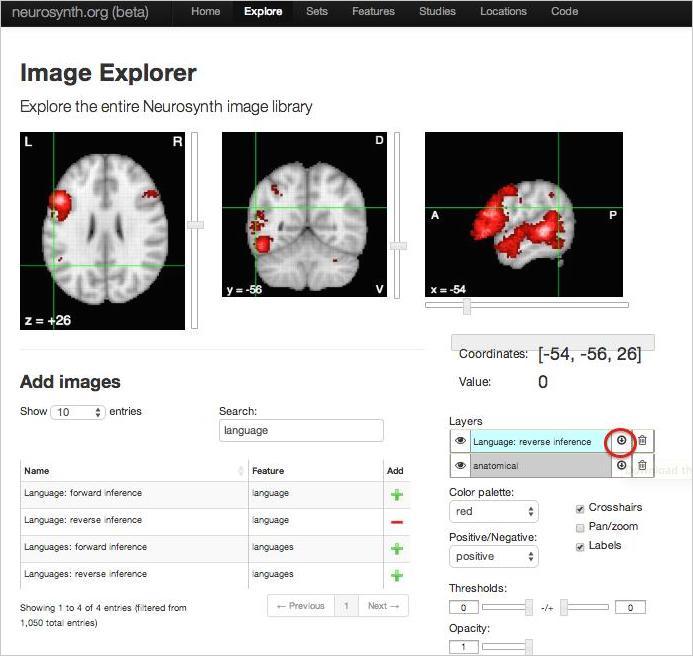 neurosynth.org (beta) Home Explore Sets Features Studies Locations Code
Image Explorer
Explore the entire Neurosynth image library
L R
z = +26
D
y = -56 V
A P
x = -54
Coordinates: [-54, -56, 26]
Value: 0
Add images
Show 10 entries
Search:
language
Name Feature Add
Language: forward inference language
Language: reverse inference language
Languages: forward inference languages
Languages: reverse inference languages
Showing 1 to 4 of 4 entries (filtered from
1,050 total entries)
← Previous 1 Next →
Layers
Language: reverse inference
anatomical
Color palette:
red
Positive/Negative:
positive
Crosshairs
Pan/zoom
Labels
Thresholds:
0 -/+ 0
Opacity:
1